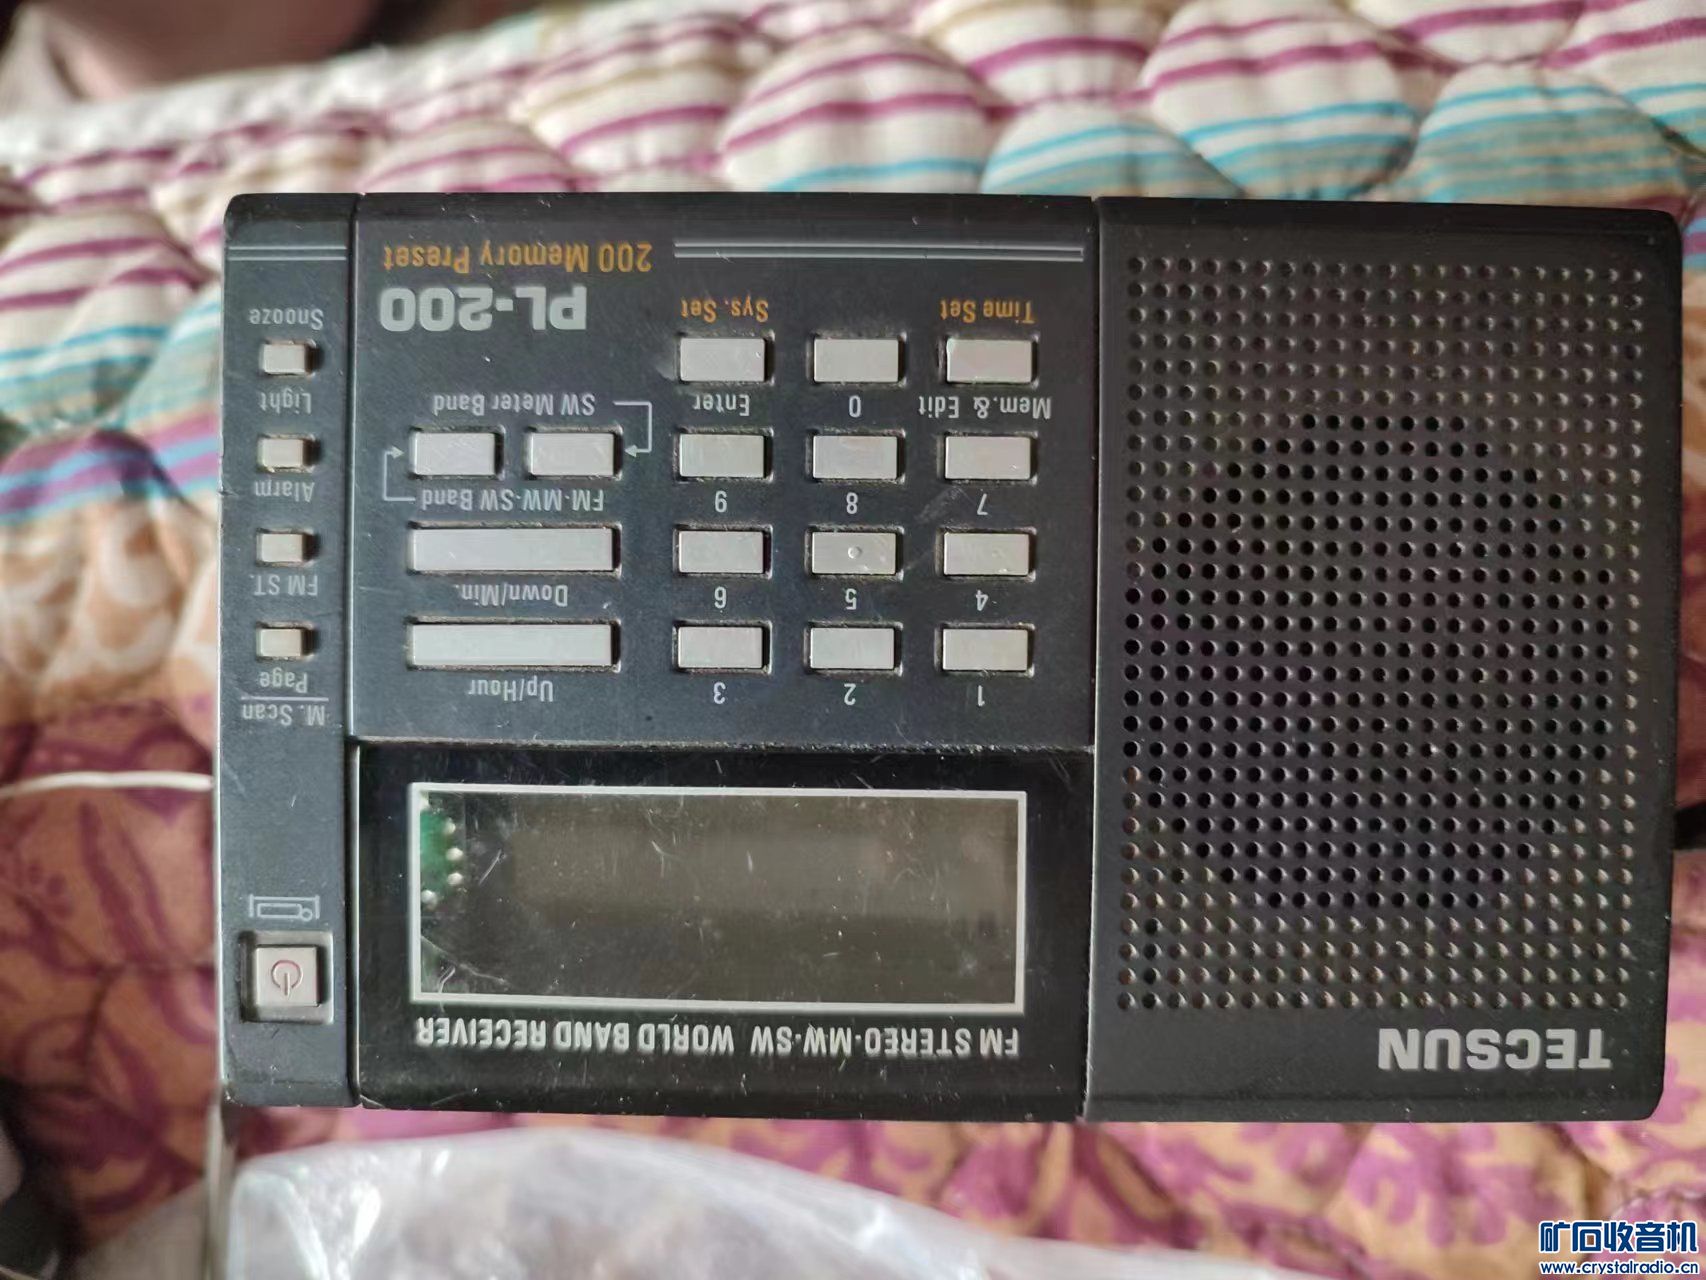 TECSUN
FM STEREO·MW·SW WORLD BAND RECEIVER
M. Scan
Page
FM ST.
Alarm
Light
Snooze
1 2 3
Up/Hour
4 5 6
Down/Min.
7 8 9
FM·MW·SW Band
Mem.& Edit 0 Enter
SW Meter Band
Time Set Sys. Set
PL-200
200 Memory Preset
矿石收音机
www.crystalradio.cn